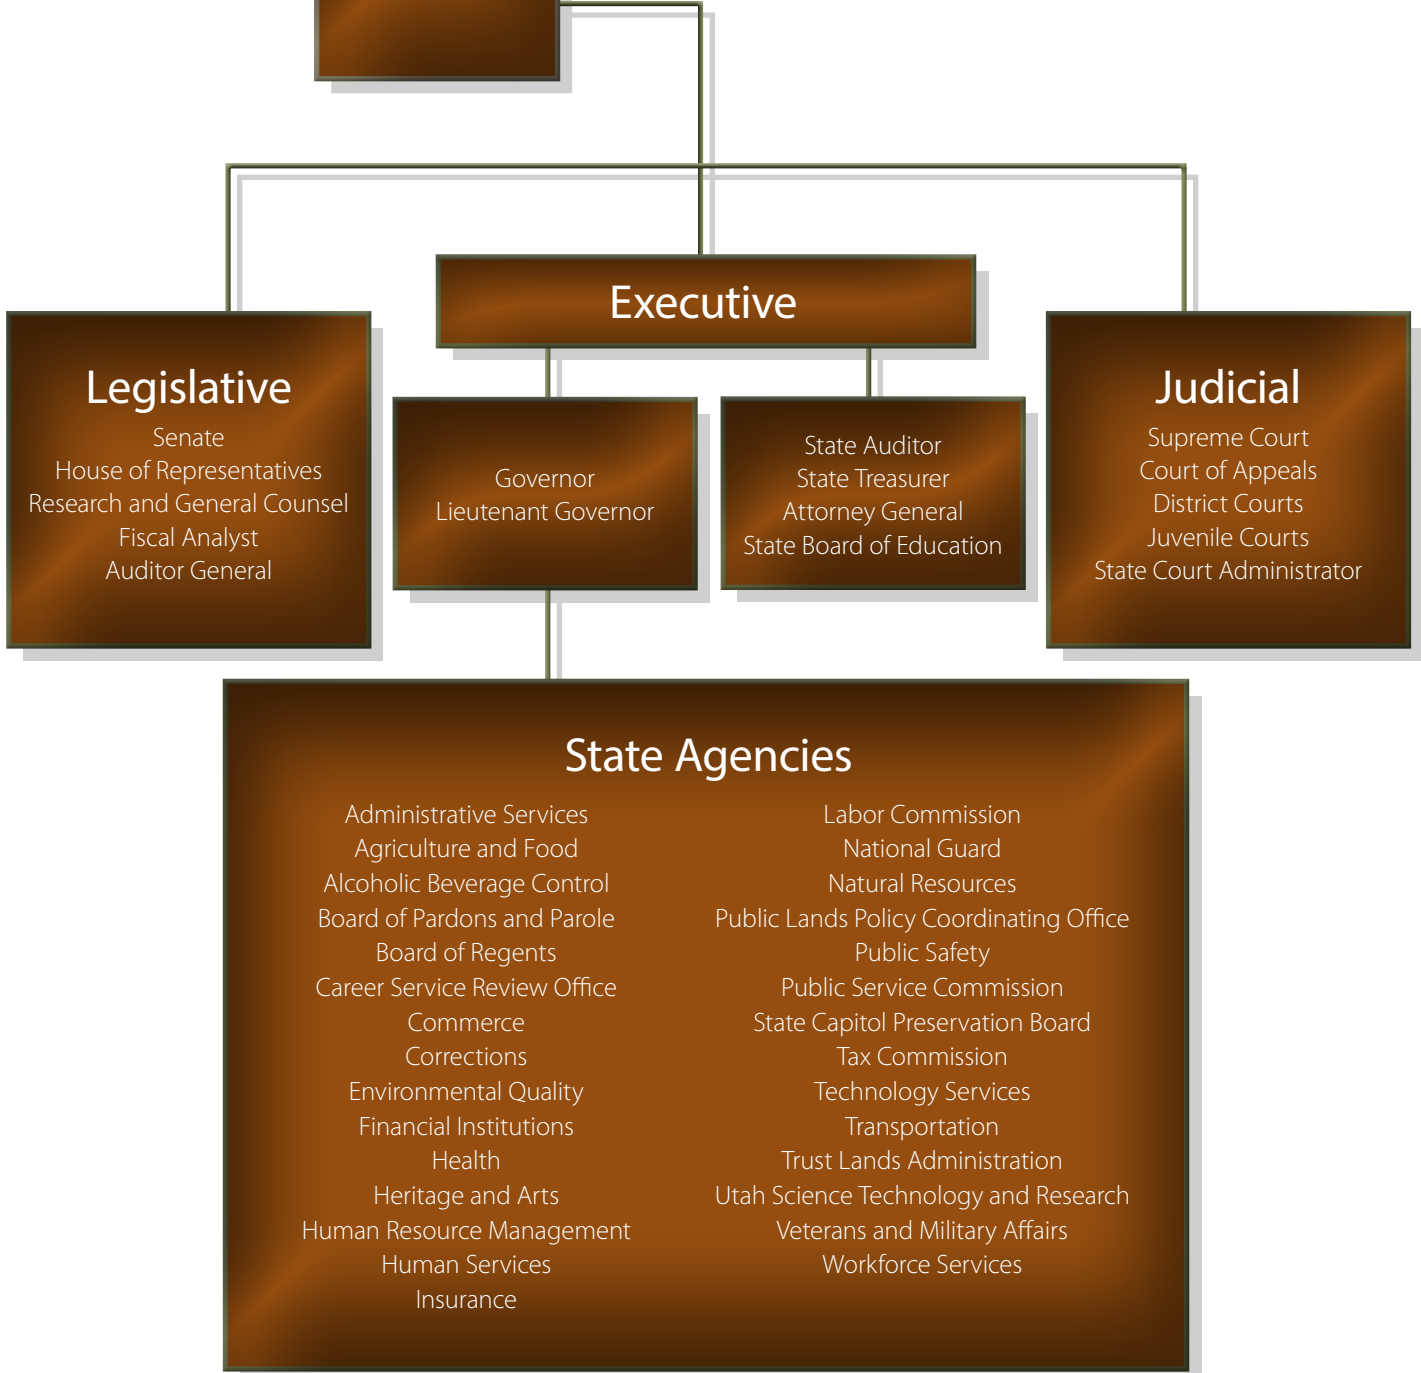 Executive
Legislative
Senate
House of Representatives
Research and General Counsel
Fiscal Analyst
Auditor General
Governor
Lieutenant Governor
State Auditor
State Treasurer
Attorney General
State Board of Education
Judicial
Supreme Court
Court of Appeals
District Courts
Juvenile Courts
State Court Administrator
State Agencies
Administrative Services
Agriculture and Food
Alcoholic Beverage Control
Board of Pardons and Parole
Board of Regents
Career Service Review Office
Commerce
Corrections
Environmental Quality
Financial Institutions
Health
Heritage and Arts
Human Resource Management
Human Services
Insurance
Labor Commission
National Guard
Natural Resources
Public Lands Policy Coordinating Office
Public Safety
Public Service Commission
State Capitol Preservation Board
Tax Commission
Technology Services
Transportation
Trust Lands Administration
Utah Science Technology and Research
Veterans and Military Affairs
Workforce Services